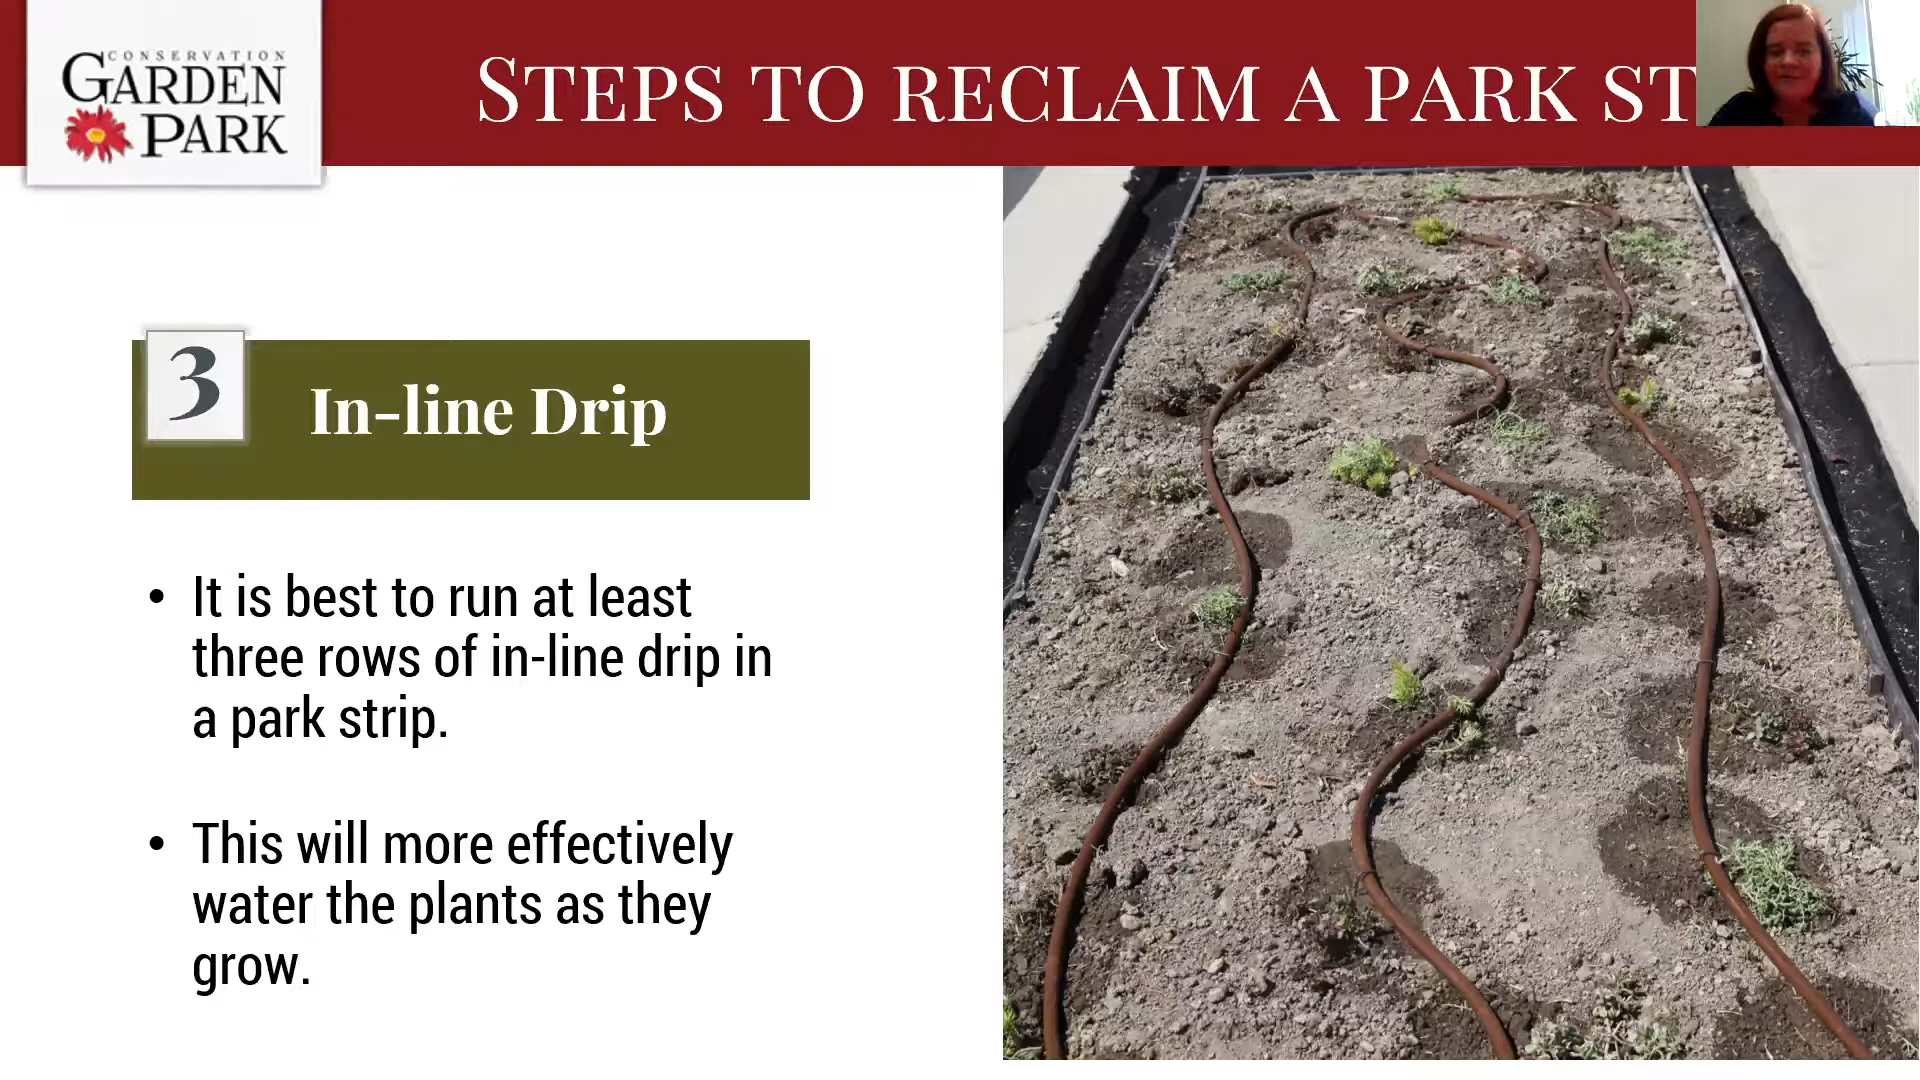 CONSERVATION
GARDEN
PARK
STEPS TO RECLAIM A PARK ST
3
In-line Drip
• It is best to run at least
three rows of in-line drip in
a park strip.
• This will more effectively
water the plants as they
grow.